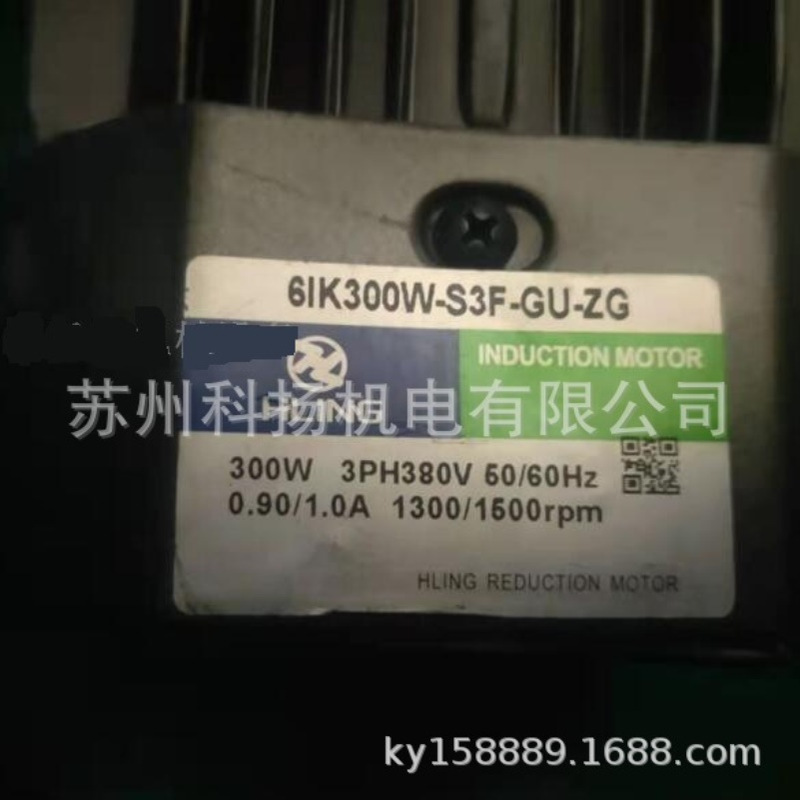 6IK300W-S3F-GU-ZG
INDUCTION MOTOR
HLING
苏州科扬机电有限公司
300W 3PH380V 50/60Hz
0.90/1.0A 1300/1500rpm
HLING REDUCTION MOTOR
ky158889.1688.com